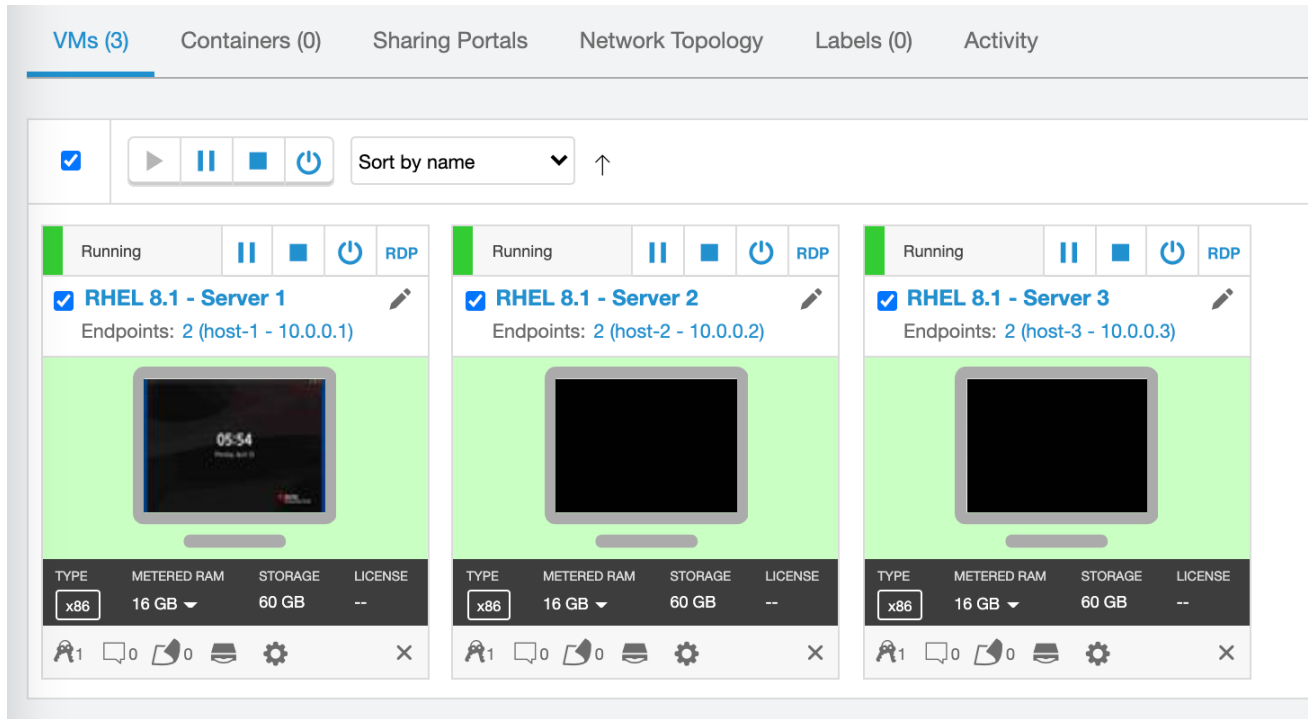 VMs (3) Containers (0) Sharing Portals Network Topology Labels (0) Activity
Sort by name
Running RDP
RHEL 8.1 - Server 1
Endpoints: 2 (host-1 - 10.0.0.1)
05:54
TYPE METERED RAM STORAGE LICENSE
x86 16 GB 60 GB --
1 0 0
Running RDP
RHEL 8.1 - Server 2
Endpoints: 2 (host-2 - 10.0.0.2)
TYPE METERED RAM STORAGE LICENSE
x86 16 GB 60 GB --
1 0 0
Running RDP
RHEL 8.1 - Server 3
Endpoints: 2 (host-3 - 10.0.0.3)
TYPE METERED RAM STORAGE LICENSE
x86 16 GB 60 GB --
1 0 0